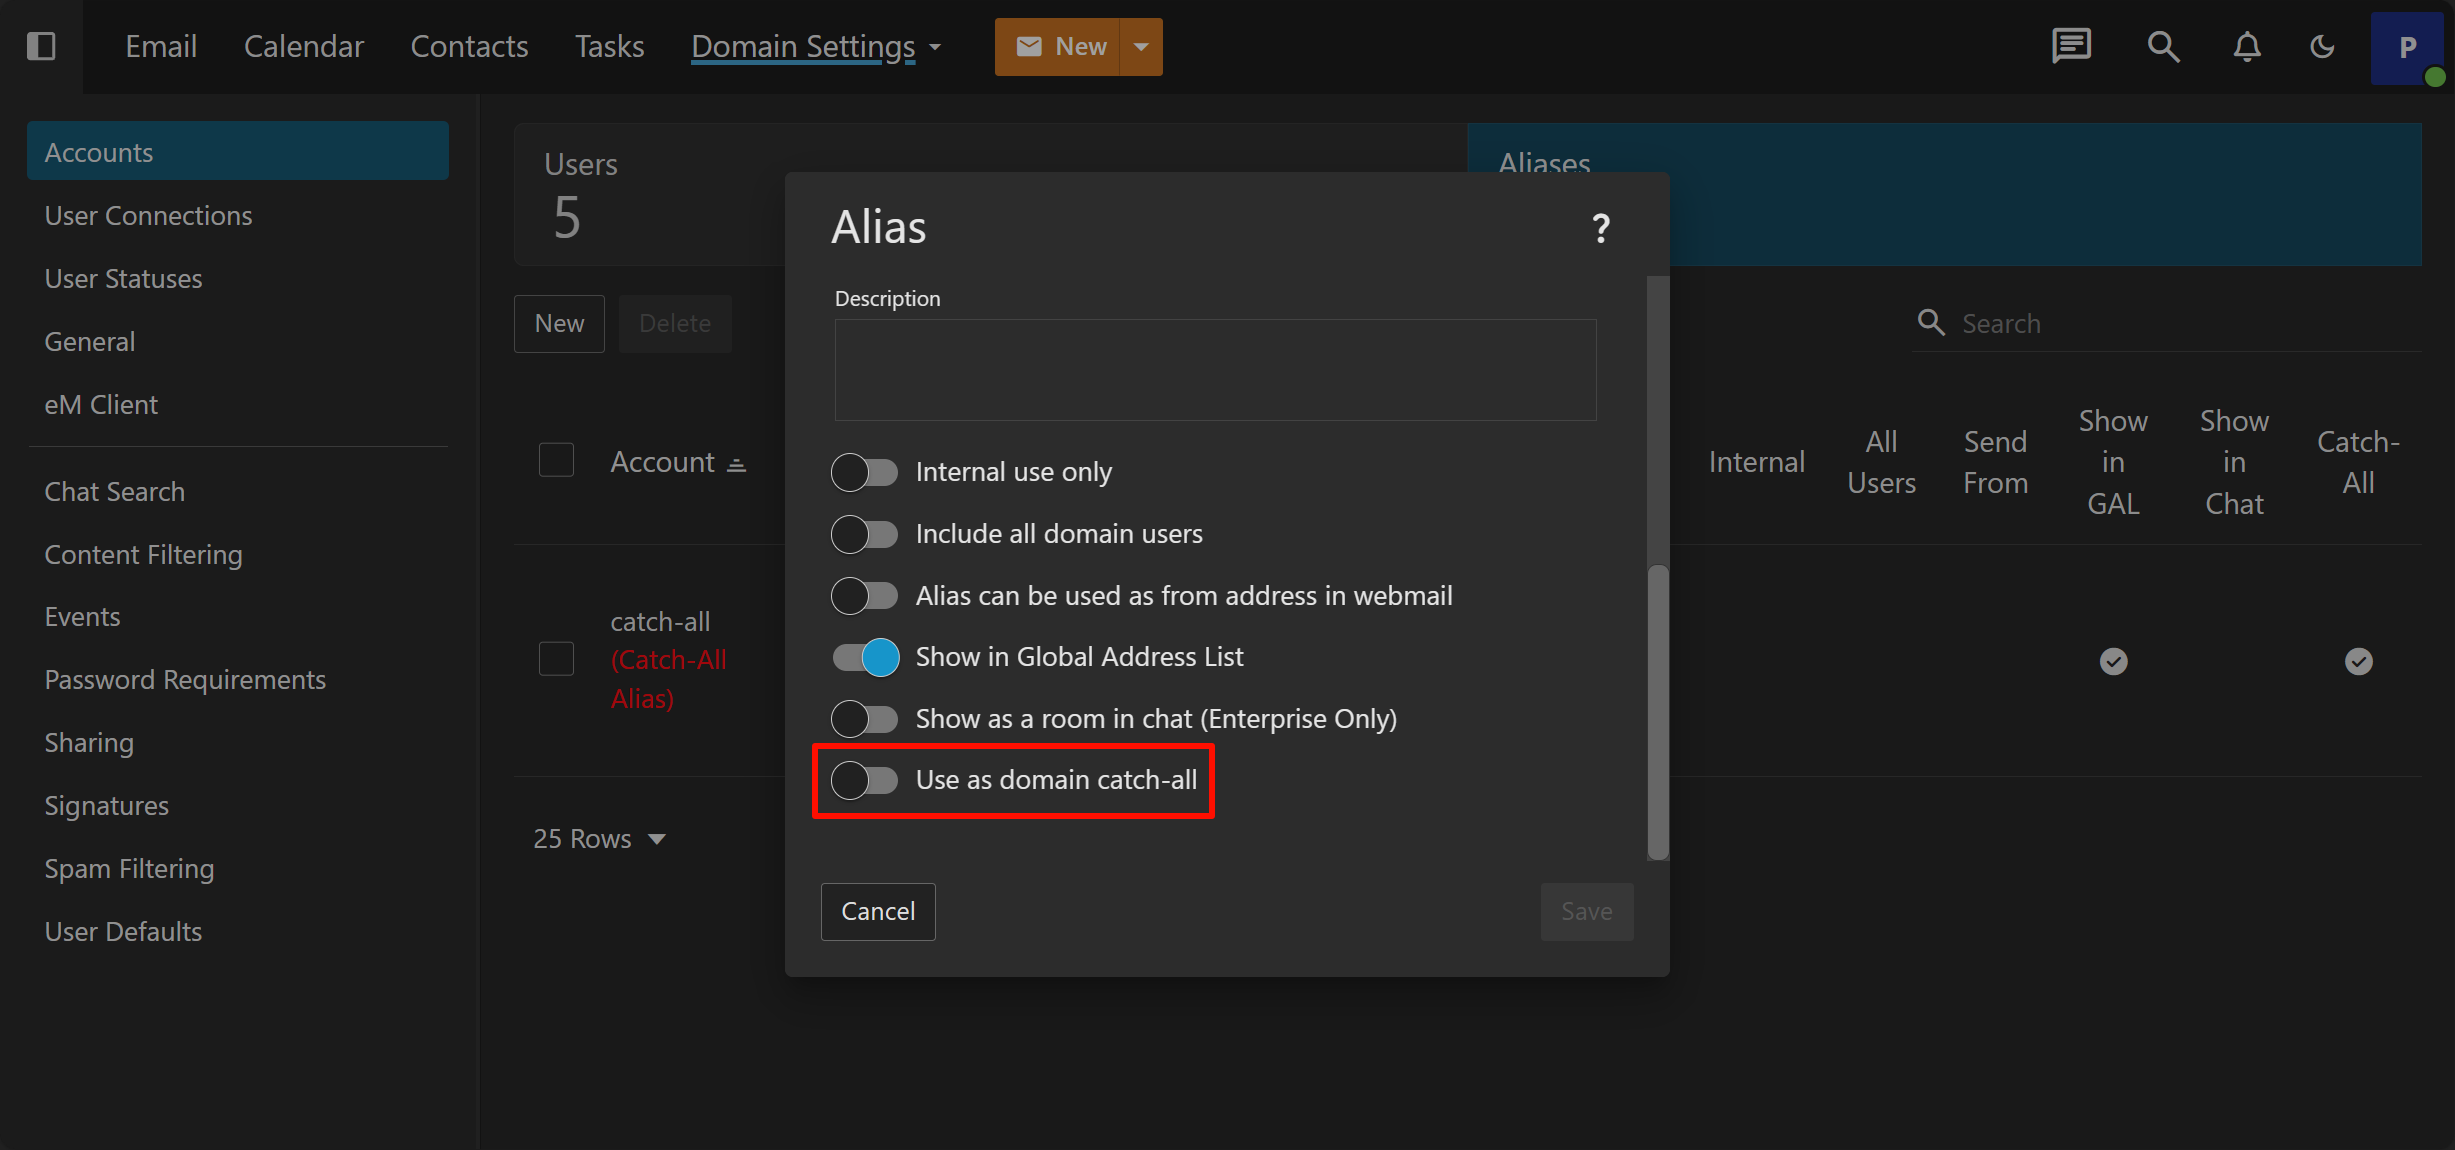 Email
Calendar
Contacts
Tasks
Domain Settings
New
P
Accounts
User Connections
User Statuses
General
eM Client
Chat Search
Content Filtering
Events
Password Requirements
Sharing
Signatures
Spam Filtering
User Defaults
Users
5
Aliases
New
Delete
Search
Account
Internal
All
Users
Send
From
Show
in
GAL
Show
in
Chat
Catch-
All
catch-all
(Catch-All
Alias)
25 Rows
Alias
?
Description
Internal use only
Include all domain users
Alias can be used as from address in webmail
Show in Global Address List
Show as a room in chat (Enterprise Only)
Use as domain catch-all
Cancel
Save